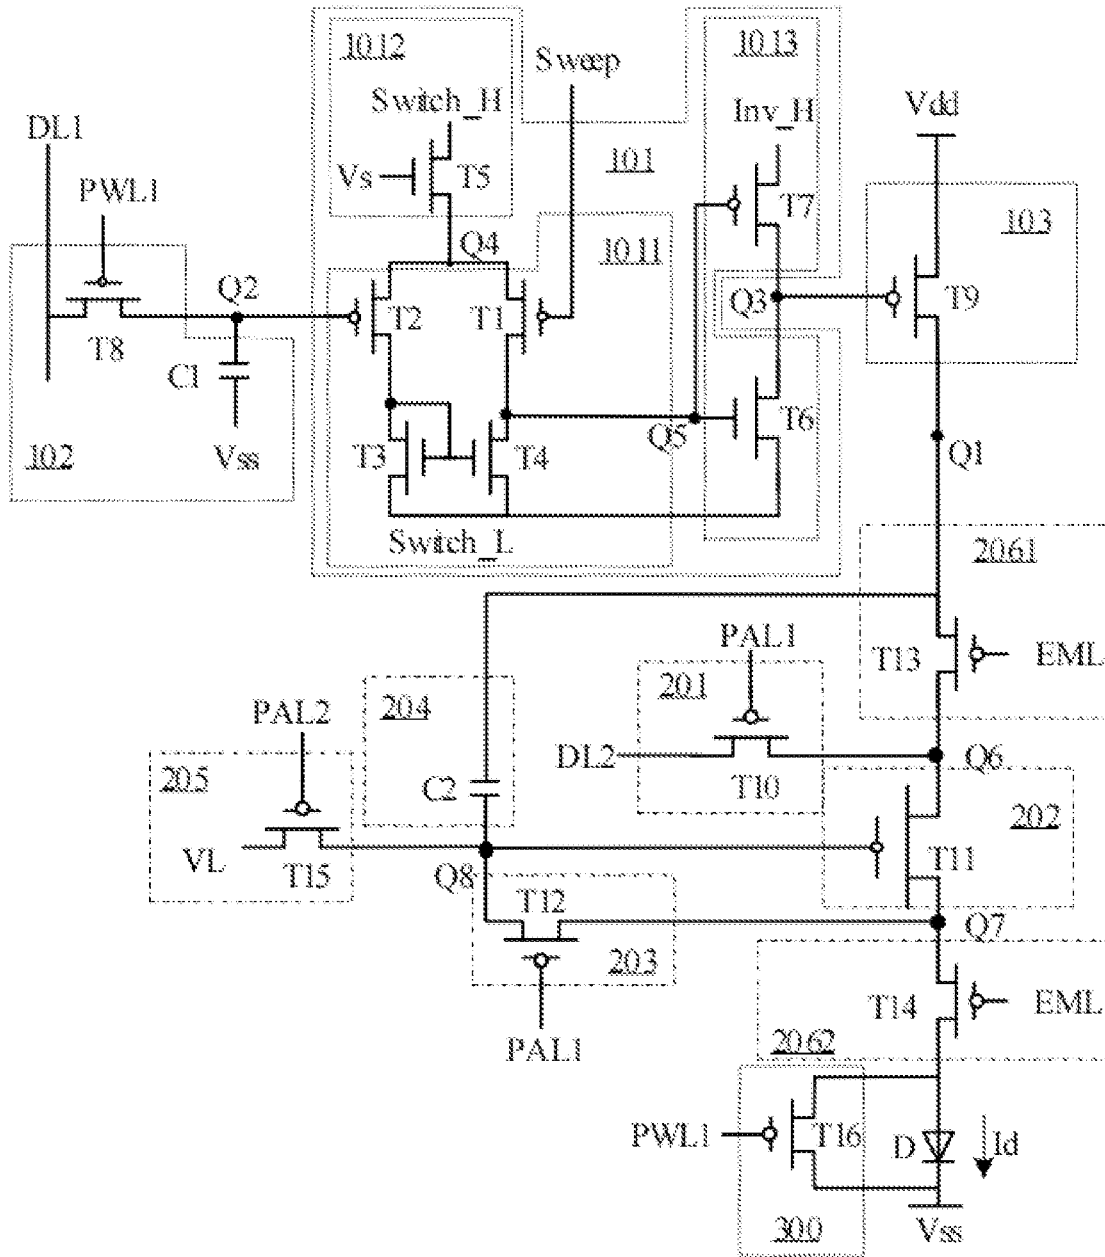 1012
1013
Sweep
Switch_H
Inv_H
Vdd
DL1
101
PWL1
Vs
T5
T7
103
Q4
1011
Q2
T2
T1
Q3
T9
T8
C1
T3
T4
Q5
T6
102
Vss
Q1
Switch_L
2061
PAL1
T13
EML
201
204
PAL2
DL2
T10
Q6
205
C2
202
VL
T15
Q8
T12
T11
Q7
203
T14
EML
PAL1
2062
PWL1
T16
D
Id
300
Vss